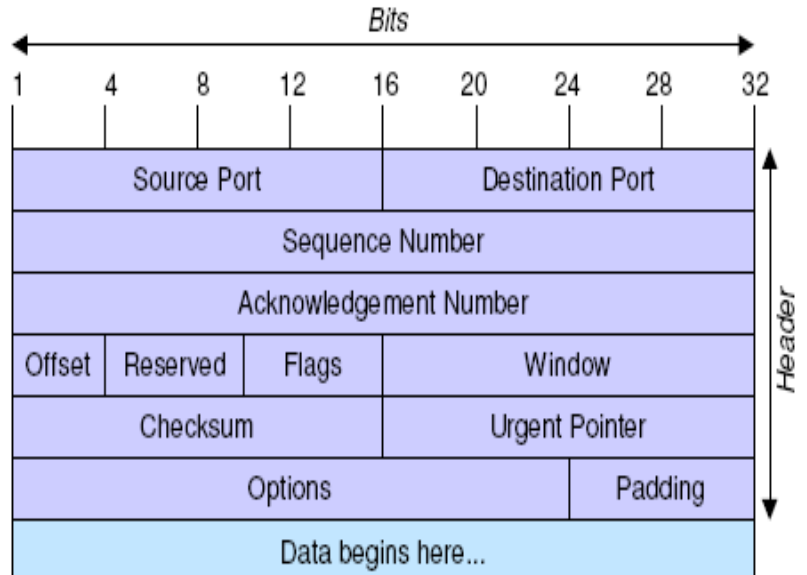 Bits
1 4 8 12 16 20 24 28 32
Source Port Destination Port
Sequence Number
Acknowledgement Number
Offset Reserved Flags Window
Checksum Urgent Pointer
Options Padding
Data begins here...
Header